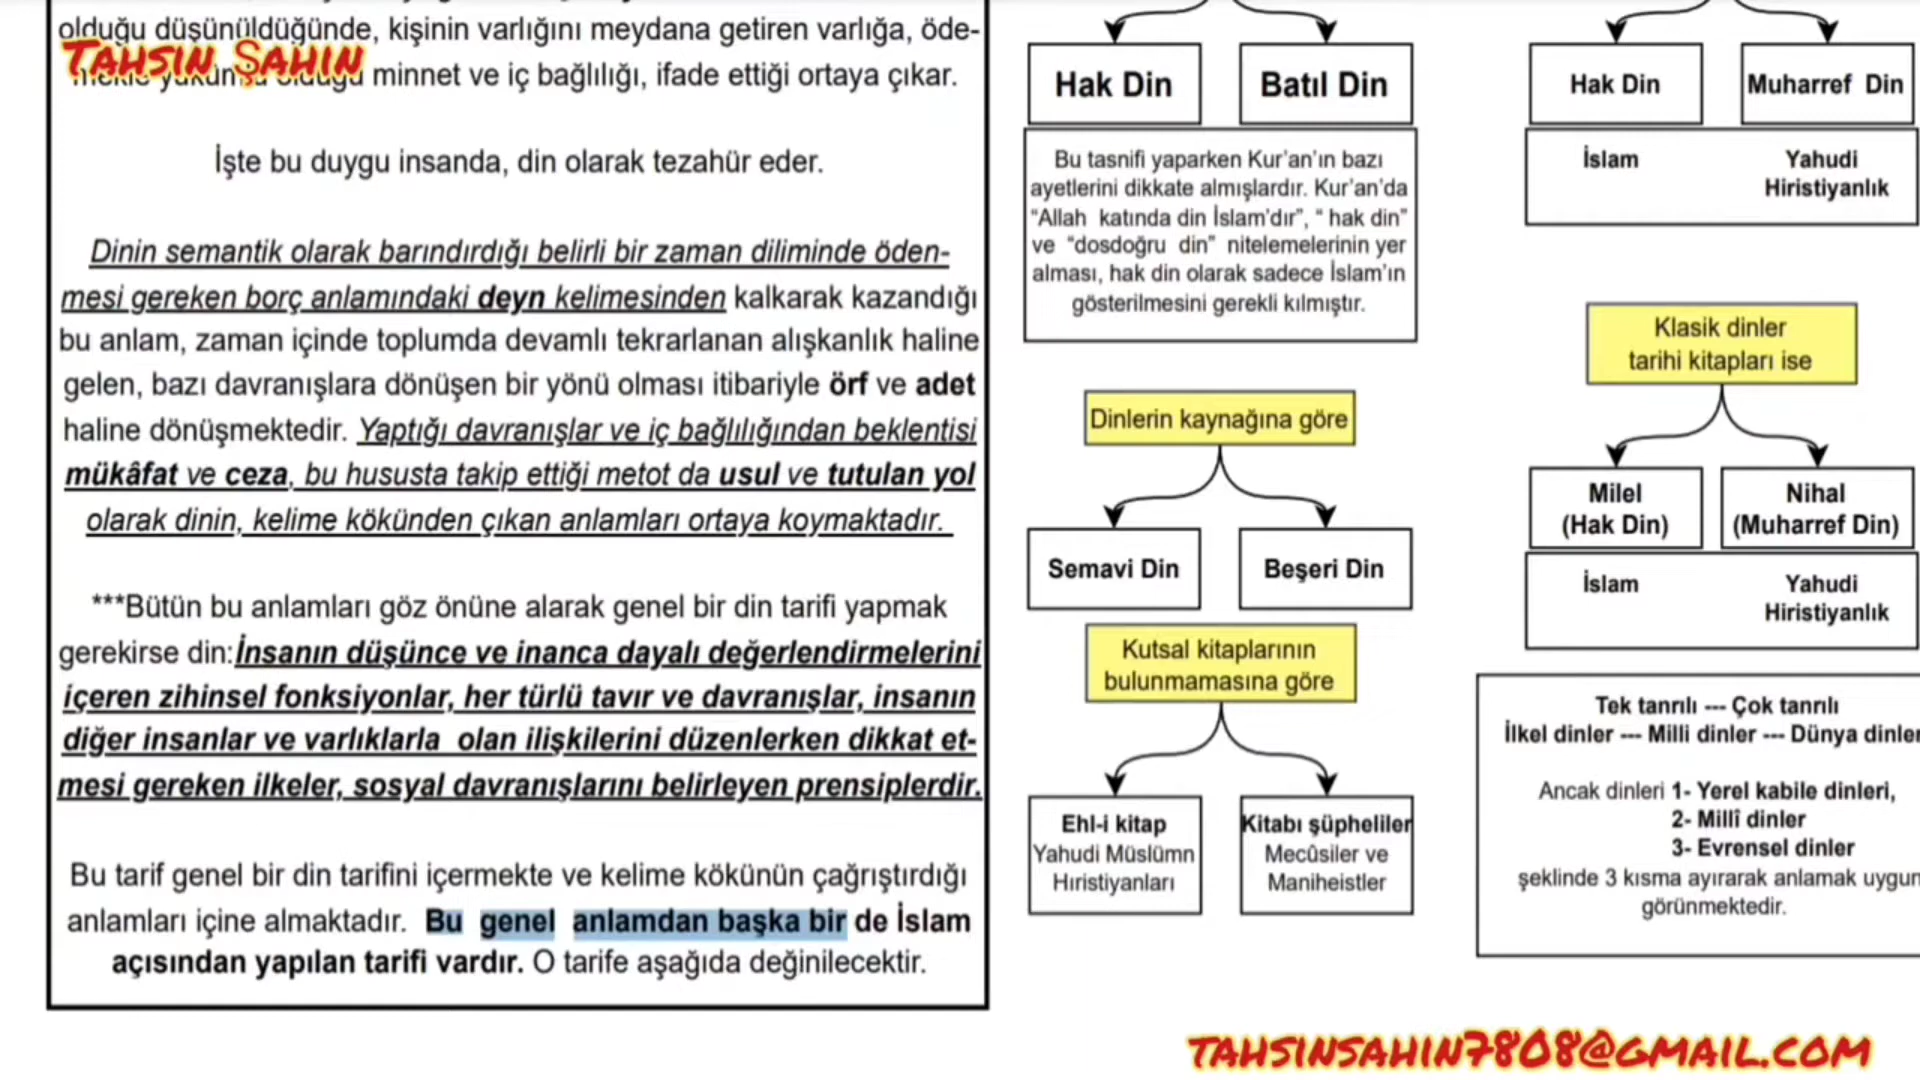 olduğu düşünüldüğünde, kişinin varlığını meydana getiren varlığa, öde-
Tahsin Şahin
minnet ve iç bağlılığı, ifade ettiği ortaya çıkar.
İşte bu duygu insanda, din olarak tezahür eder.
Dinin semantik olarak barındırdığı belirli bir zaman diliminde öden-
mesi gereken borç anlamındaki deyn kelimesinden kalkarak kazandığı
bu anlam, zaman içinde toplumda devamlı tekrarlanan alışkanlık haline
gelen, bazı davranışlara dönüşen bir yönü olması itibariyle örf ve adet
haline dönüşmektedir. Yaptığı davranışlar ve iç bağlılığından beklentisi
mükâfat ve ceza, bu hususta takip ettiği metot da usul ve tutulan yol
olarak dinin, kelime kökünden çıkan anlamları ortaya koymaktadır.
***Bütün bu anlamları göz önüne alarak genel bir din tarifi yapmak
gerekirse din:İnsanın düşünce ve inanca dayalı değerlendirmelerini
içeren zihinsel fonksiyonlar, her türlü tavır ve davranışlar, insanın
diğer insanlar ve varlıklarla olan ilişkilerini düzenlerken dikkat et-
mesi gereken ilkeler, sosyal davranışlarını belirleyen prensiplerdir.
Bu tarif genel bir din tarifini içermekte ve kelime kökünün çağrıştırdığı
anlamları içine almaktadır. Bu genel anlamdan başka bir de İslam
açısından yapılan tarifi vardır. O tarife aşağıda değinilecektir.
Hak Din
Batıl Din
Bu tasnifi yaparken Kur'an'ın bazı
ayetlerini dikkate almışlardır. Kur'an'da
“Allah katında din İslam'dır”, “ hak din”
ve “dosdoğru din” nitelemelerinin yer
alması, hak din olarak sadece İslam'ın
gösterilmesini gerekli kılmıştır.
Dinlerin kaynağına göre
Semavi Din
Beşeri Din
Kutsal kitaplarının
bulunmamasına göre
Ehl-i kitap
Yahudi Müslümn
Hıristiyanları
Kitabı şüpheliler
Mecûsiler ve
Maniheistler
Hak Din
Muharref Din
İslam
Yahudi
Hiristiyanlık
Klasik dinler
tarihi kitapları ise
Milel
(Hak Din)
Nihal
(Muharref Din)
İslam
Yahudi
Hiristiyanlık
Tek tanrılı --- Çok tanrılı
İlkel dinler --- Milli dinler --- Dünya dinler
Ancak dinleri 1- Yerel kabile dinleri,
2- Millî dinler
3- Evrensel dinler
şeklinde 3 kısma ayırarak anlamak uygun
görünmektedir.
tahsinsahin7808@gmail.com